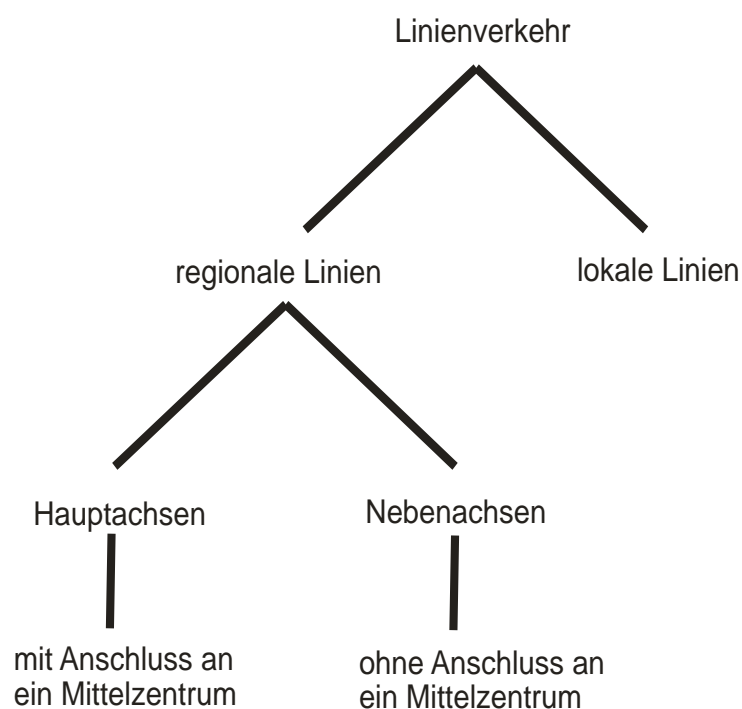 Linienverkehr
regionale Linien
lokale Linien
Hauptachsen
Nebenachsen
mit Anschluss an
ein Mittelzentrum
ohne Anschluss an
ein Mittelzentrum